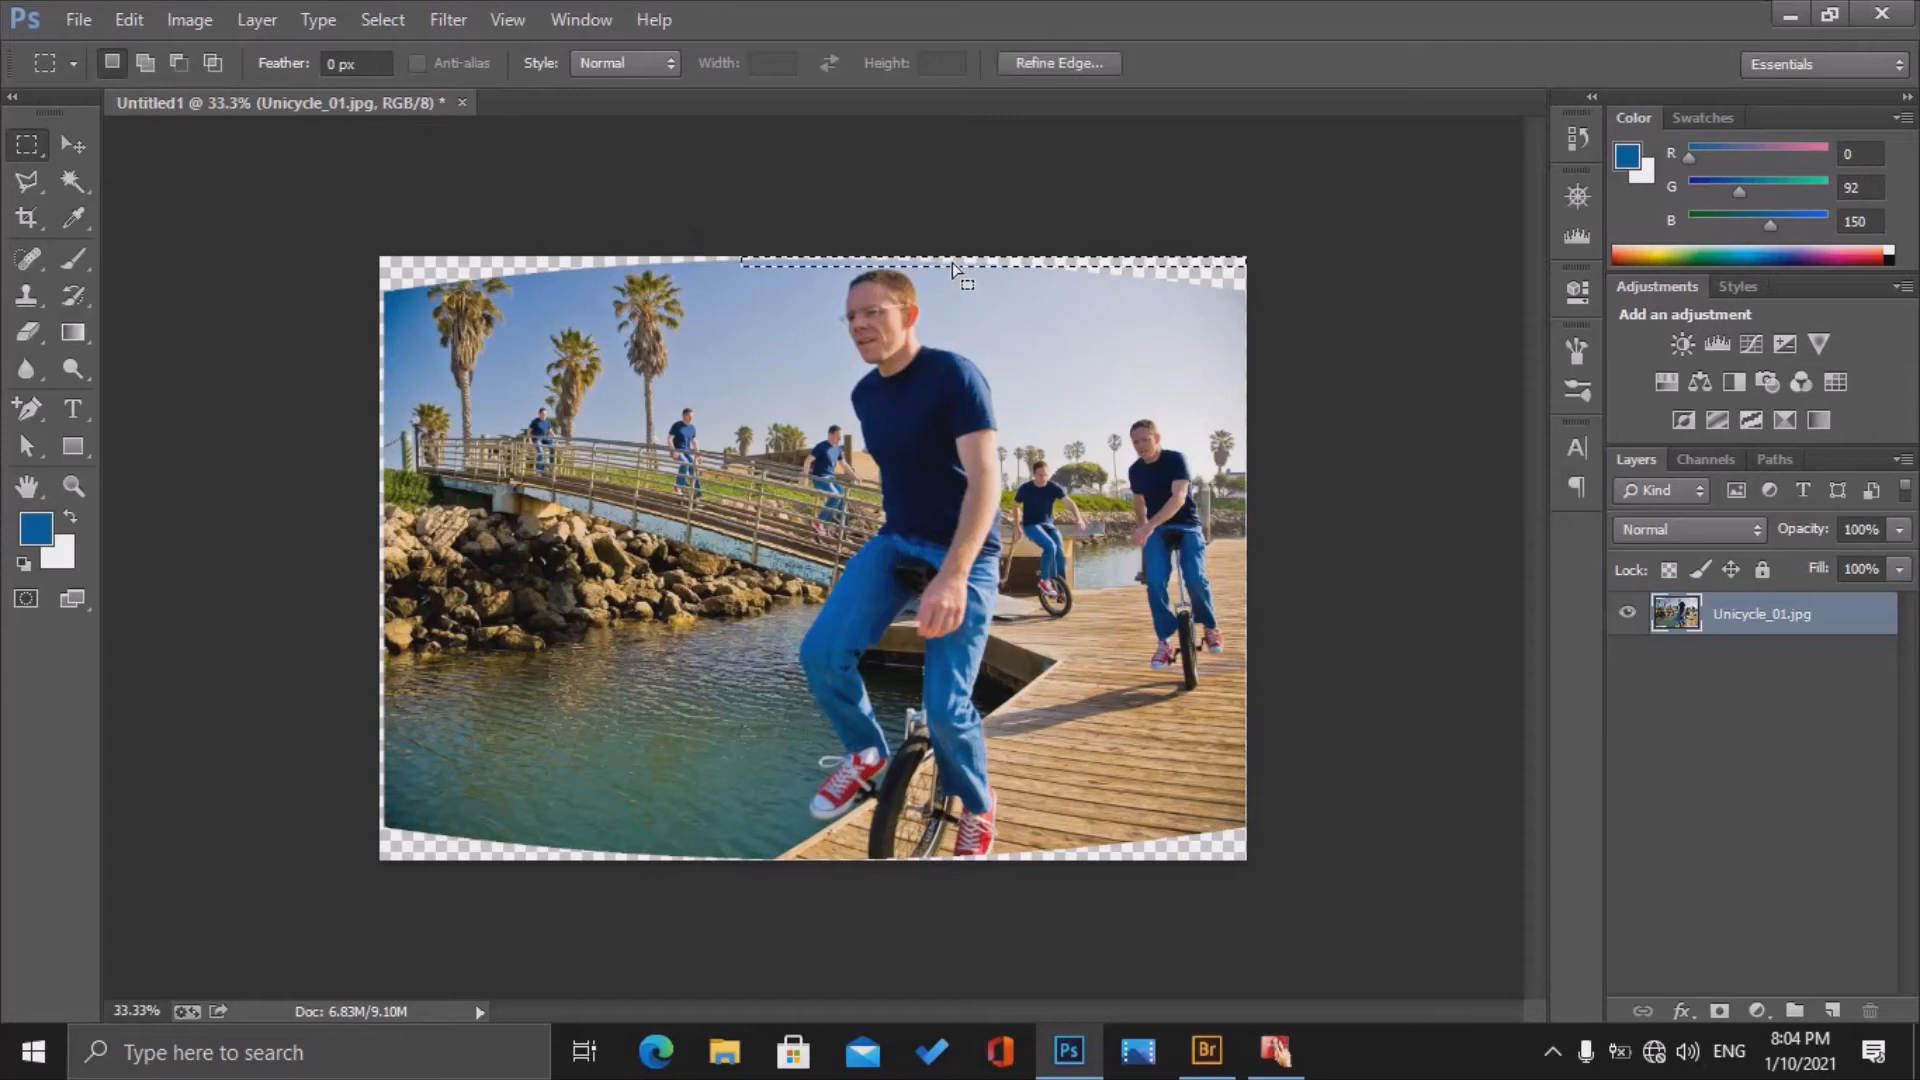 Ps File Edit Image Layer Type Select Filter View Window Help
Feather: 0 px Anti-alias Style: Normal Width: Height: Refine Edge... Essentials
Untitled1 @ 33.3% (Unicycle_01.jpg, RGB/8) * ×
Color Swatches
R 0
G 92
B 150
Adjustments Styles
Add an adjustment
Layers Channels Paths
Kind
Normal Opacity: 100%
Lock: Fill: 100%
Unicycle_01.jpg
33.33% Doc: 6.83M/9.10M
Type here to search
Ps Br
ENG
8:04 PM
1/10/2021